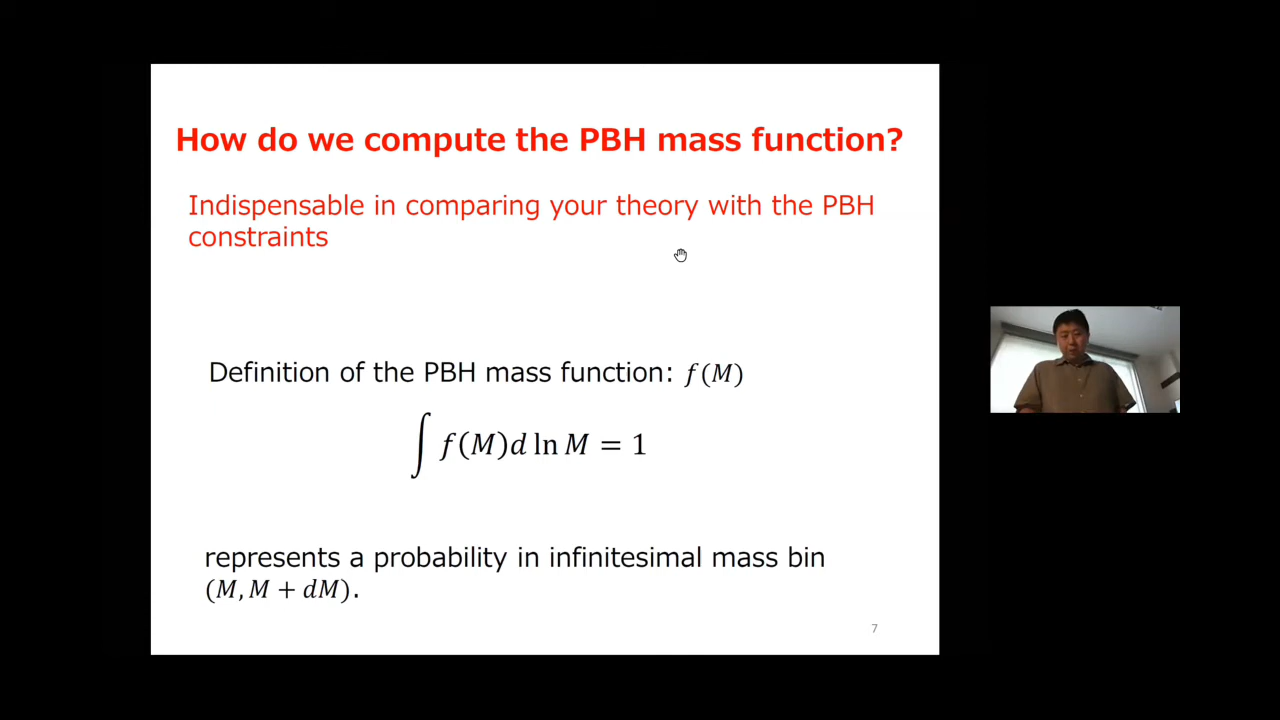 How do we compute the PBH mass function?
Indispensable in comparing your theory with the PBH
constraints
Definition of the PBH mass function: f(M)
∫ f(M)d ln M = 1
represents a probability in infinitesimal mass bin
(M, M + dM).
7